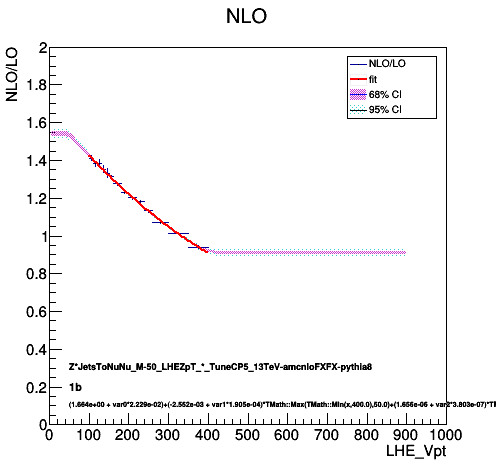 NLO
NLO/LO
2
1.8
1.6
1.4
1.2
1
0.8
0.6
0.4
0.2
0
NLO/LO
fit
68% CI
95% CI
Z*JetsToNuNu_M-50_LHEZpT_*_TuneCP5_13TeV-amcnloFXFX-pythia8
1b
(1.664e+00 + var0*2.229e-02)+(-2.552e-03 + var1*1.905e-04)*TMath::Max(TMath::Min(x,400.0),50.0)+(1.656e-06 + var2*3.803e-07)*T
0 100 200 300 400 500 600 700 800 900 1000
LHE_Vpt